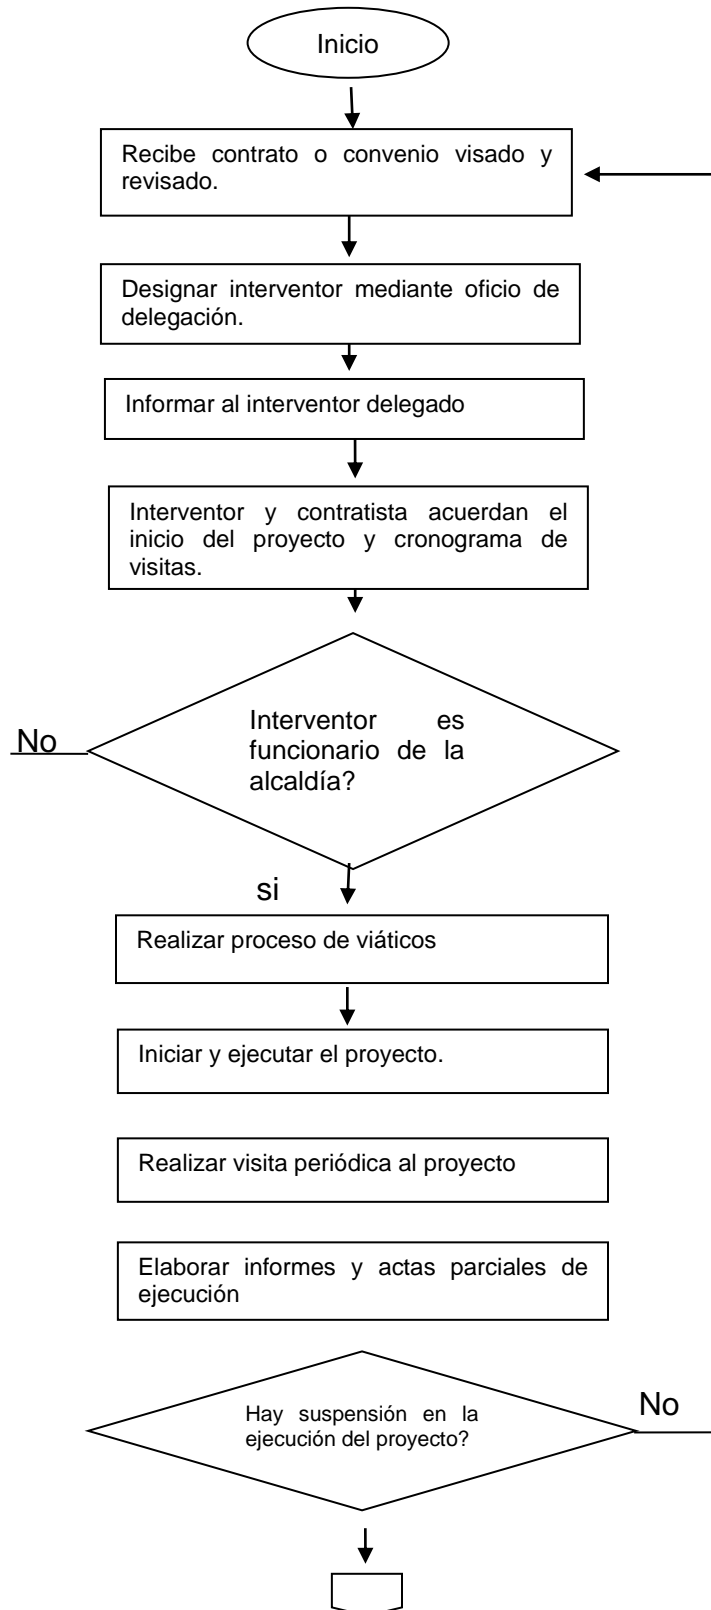 Inicio
Recibe contrato o convenio visado y
revisado.
Designar interventor mediante oficio de
delegación.
Informar al interventor delegado
Interventor y contratista acuerdan el
inicio del proyecto y cronograma de
visitas.
Interventor es
funcionario de la
alcaldía?
No
si
Realizar proceso de viáticos
Iniciar y ejecutar el proyecto.
Realizar visita periódica al proyecto
Elaborar informes y actas parciales de
ejecución
Hay suspensión en la
ejecución del proyecto?
No